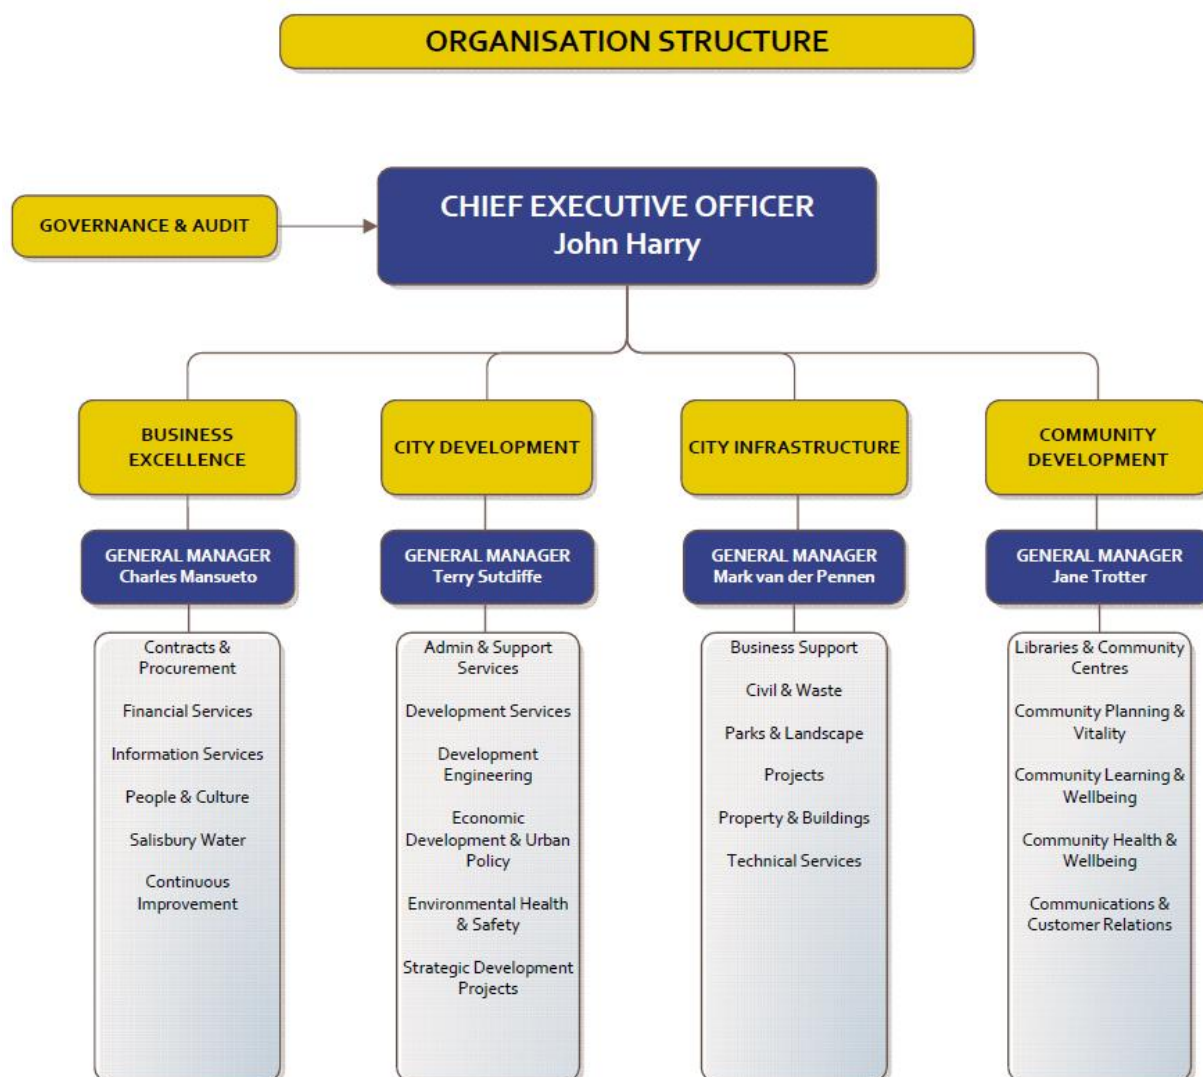 ORGANISATION STRUCTURE
GOVERNANCE & AUDIT
CHIEF EXECUTIVE OFFICER
John Harry
BUSINESS
EXCELLENCE
GENERAL MANAGER
Charles Mansueto
Contracts &
Procurement
Financial Services
Information Services
People & Culture
Salisbury Water
Continuous
Improvement
CITY DEVELOPMENT
GENERAL MANAGER
Terry Sutcliffe
Admin & Support
Services
Development Services
Development
Engineering
Economic
Development & Urban
Policy
Environmental Health
& Safety
Strategic Development
Projects
CITY INFRASTRUCTURE
GENERAL MANAGER
Mark van der Pennen
Business Support
Civil & Waste
Parks & Landscape
Projects
Property & Buildings
Technical Services
COMMUNITY
DEVELOPMENT
GENERAL MANAGER
Jane Trotter
Libraries & Community
Centres
Community Planning &
Vitality
Community Learning &
Wellbeing
Community Health &
Wellbeing
Communications &
Customer Relations